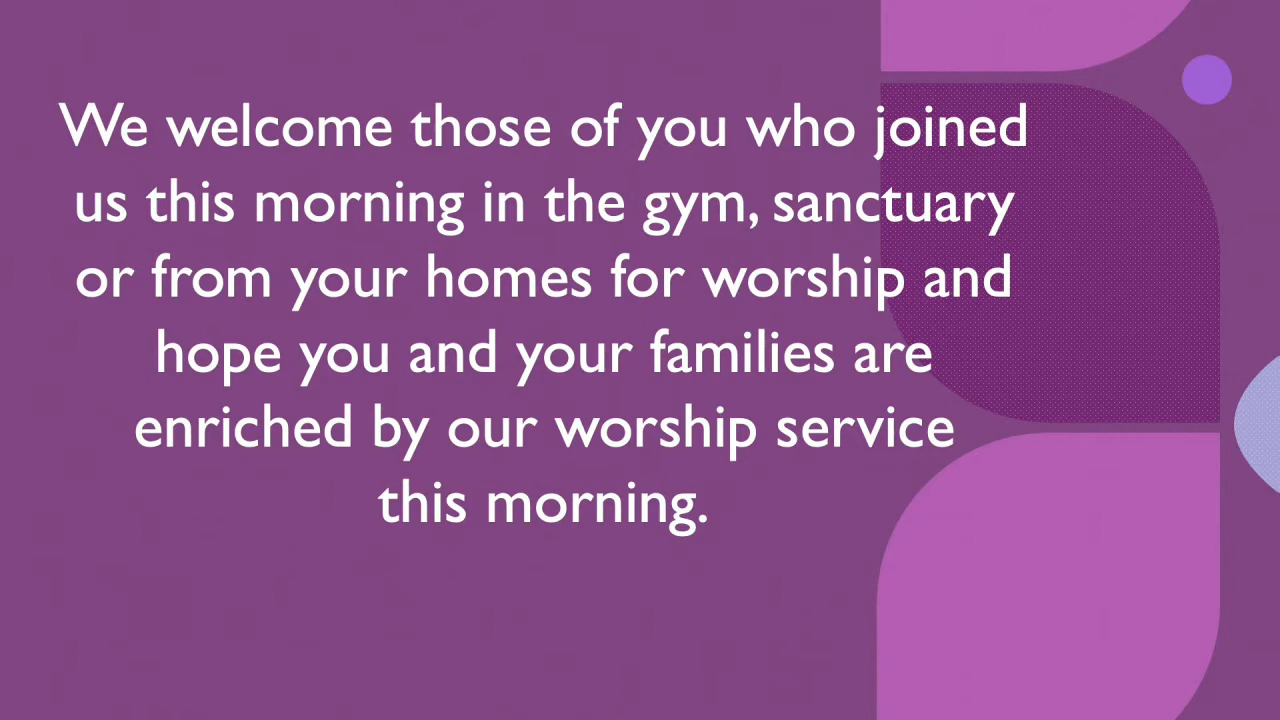 We welcome those of you who joined
us this morning in the gym, sanctuary
or from your homes for worship and
hope you and your families are
enriched by our worship service
this morning.